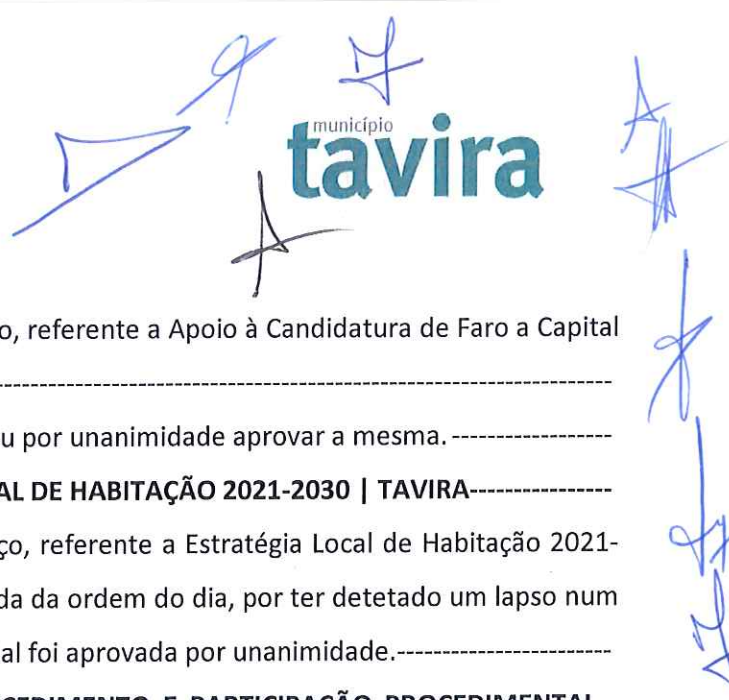 município
tavira
o, referente a Apoio à Candidatura de Faro a Capital
--------------------------------------------------------------------------------
u por unanimidade aprovar a mesma. ------------------
AL DE HABITAÇÃO 2021-2030 | TAVIRA----------------
ço, referente a Estratégia Local de Habitação 2021-
da da ordem do dia, por ter detetado um lapso num
al foi aprovada por unanimidade.------------------------
PROCEDIMENTAL